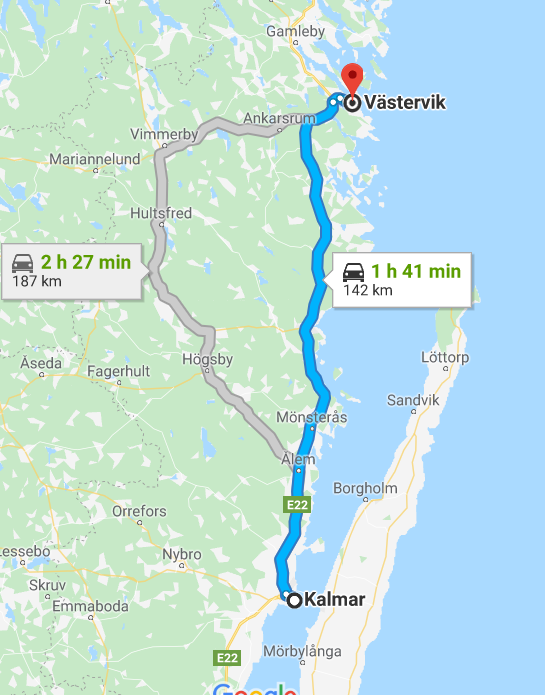 Gamleby
Västervik
Ankarsrum
Vimmerby
Mariannelund
Hultsfred
2 h 27 min
187 km
1 h 41 min
142 km
Högsby
Löttorp
Åseda
Fagerhult
Sandvik
Mönsterås
Ålem
Borgholm
E22
Orrefors
Lessebo
Nybro
Skruv
Kalmar
Emmaboda
Mörbylånga
E22
Google